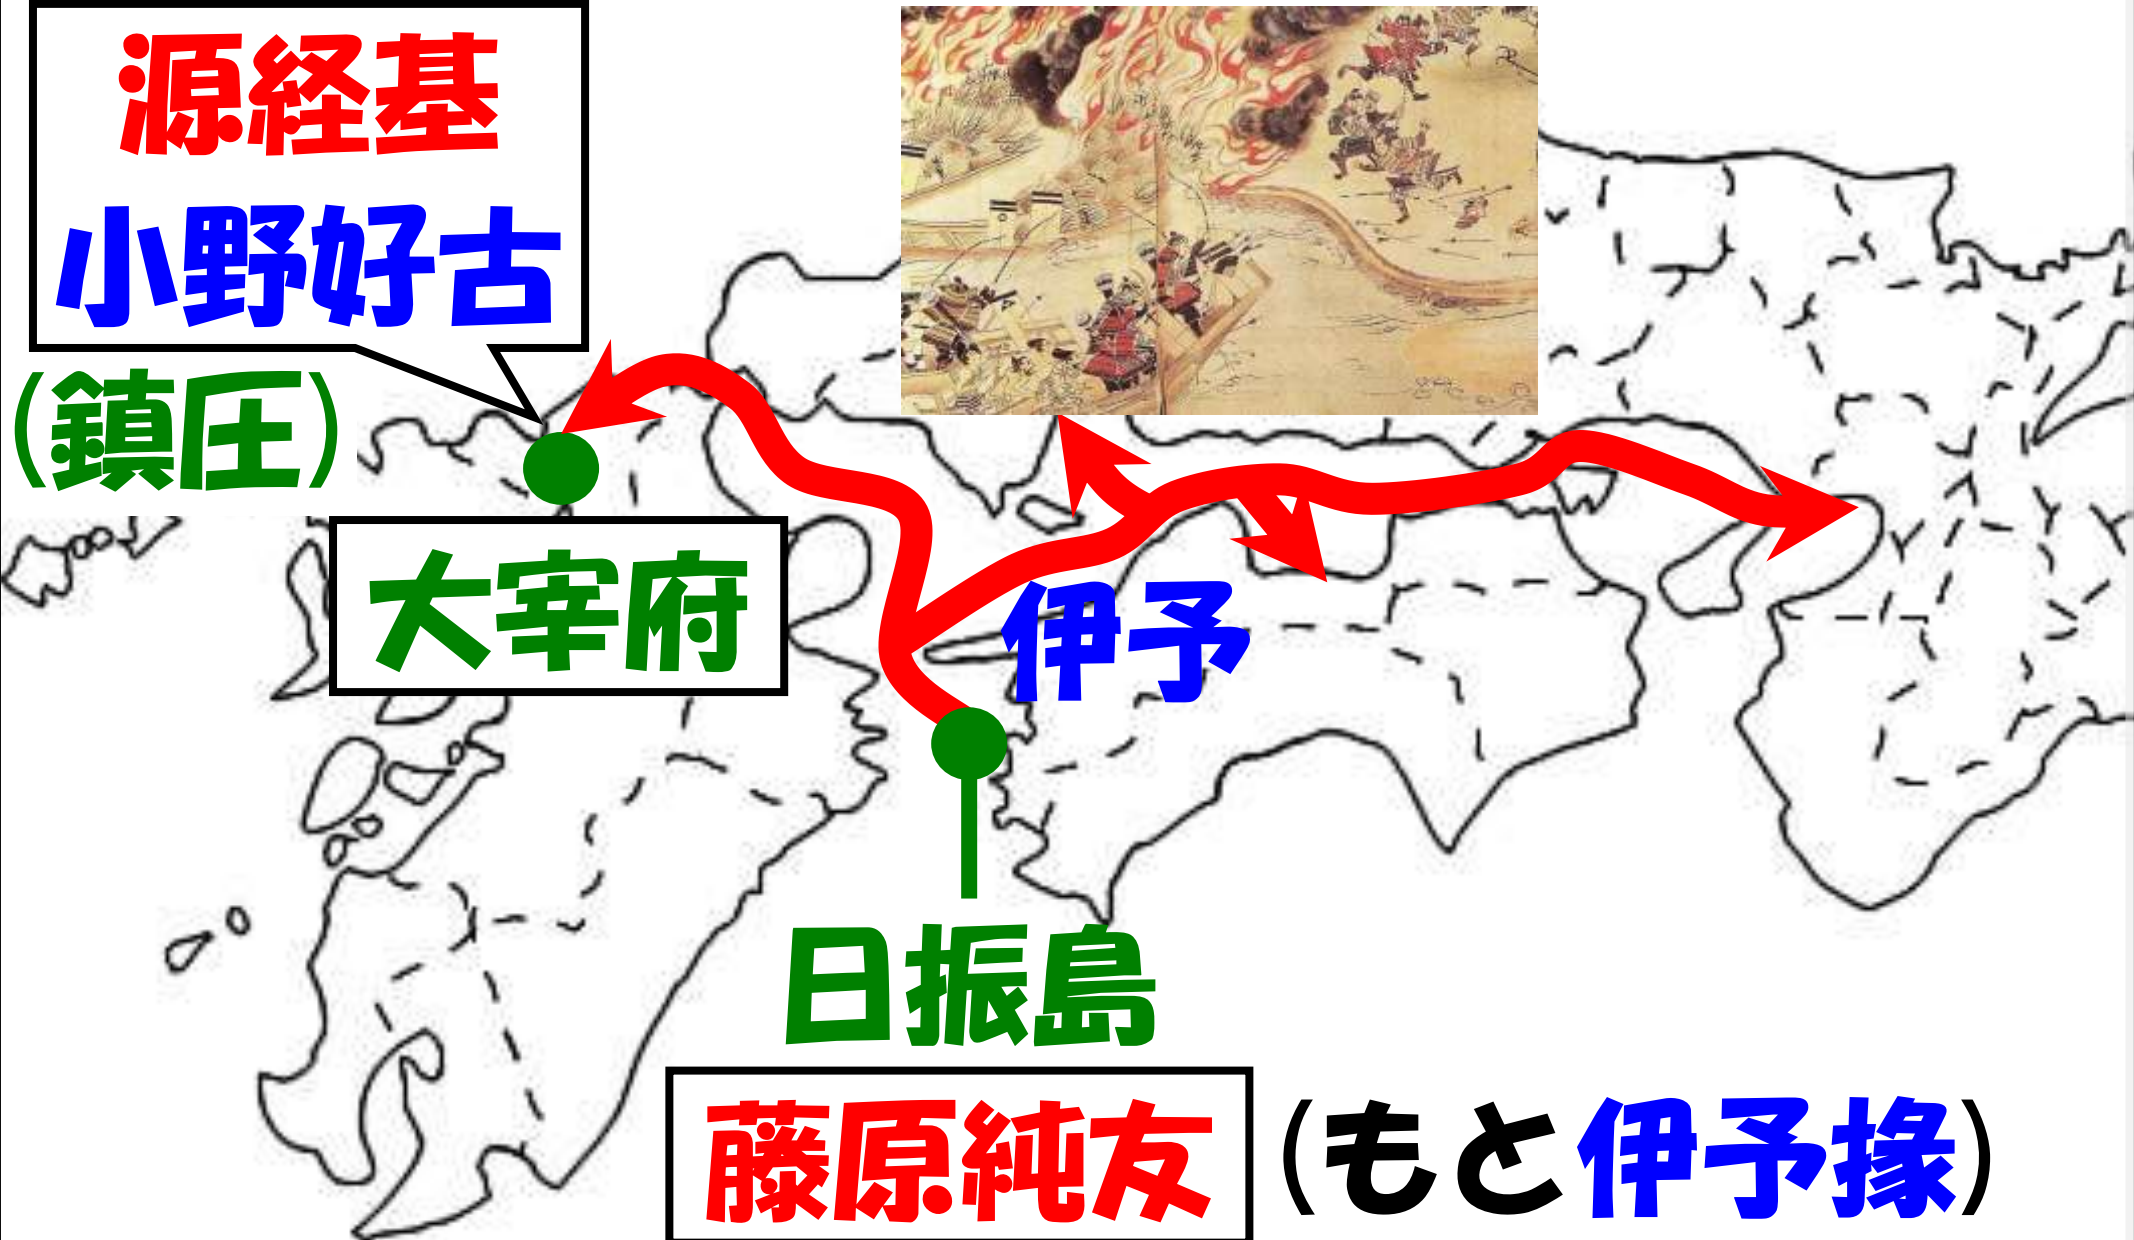 源経基
小野好古
(鎮圧)
大宰府
伊予
日振島
藤原純友(もと伊予掾)